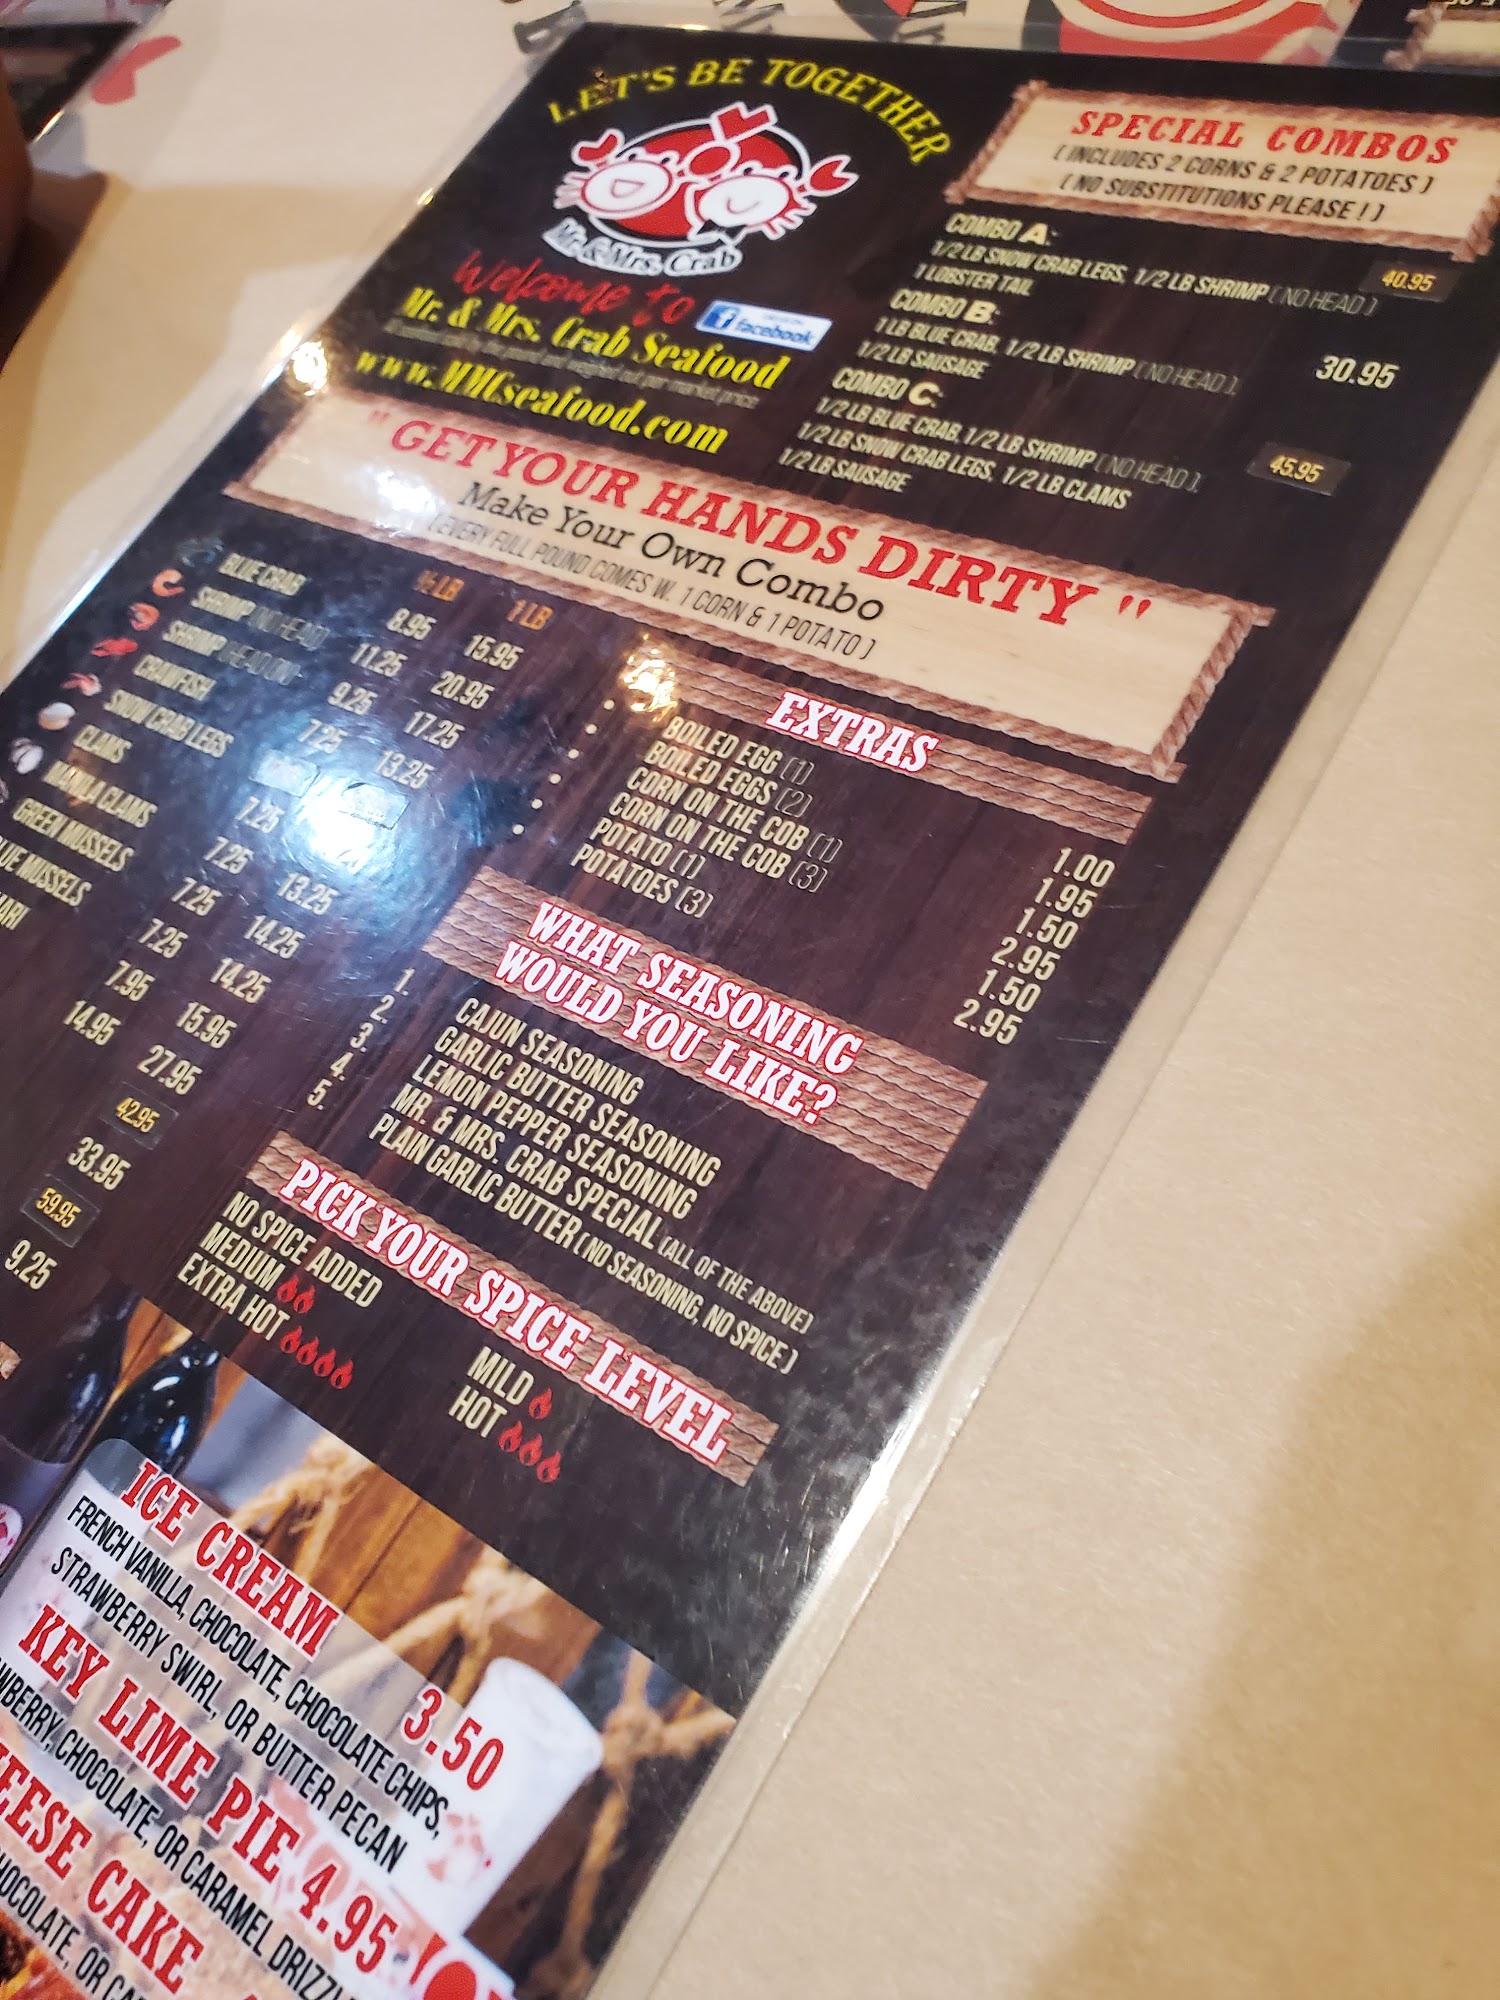 LET'S BE TOGETHER
Mr. & Mrs. Crab
Welcome to
facebook
Mr. & Mrs. Crab Seafood
www.MMCseafood.com
SPECIAL COMBOS
[ INCLUDES 2 CORNS & 2 POTATOES ]
[ NO SUBSTITUTIONS PLEASE ! ]
COMBO A:
1/2 LB SNOW CRAB LEGS, 1/2 LB SHRIMP [ NO HEAD ] 40.95
1 LOBSTER TAIL
COMBO B:
1 LB BLUE CRAB, 1/2 LB SHRIMP [ NO HEAD ], 30.95
1/2 LB SAUSAGE
COMBO C:
1/2 LB BLUE CRAB, 1/2 LB SHRIMP [ NO HEAD ], 45.95
1/2 LB SNOW CRAB LEGS, 1/2 LB CLAMS
1/2 LB SAUSAGE
" GET YOUR HANDS DIRTY "
Make Your Own Combo
[ EVERY FULL POUND COMES W. 1 CORN & 1 POTATO ]
½ LB 1 LB
BLUE CRAB 8.95 15.95
SHRIMP [NO HEAD] 11.25 20.95
SHRIMP [HEAD ON] 9.25 17.25
CRAWFISH 7.25 13.25
SNOW CRAB LEGS
CLAMS 7.25 13.25
MANILA CLAMS 7.25 14.25
GREEN MUSSELS 7.25 14.25
MUSSELS 7.25 15.95
7.95 27.95
14.95 42.95
33.95
59.95
9.25
EXTRAS
BOILED EGG (1) 1.00
BOILED EGGS (2) 1.95
CORN ON THE COB (1) 1.50
CORN ON THE COB (3) 2.95
POTATO (1) 1.50
POTATOES (3) 2.95
WHAT SEASONING
WOULD YOU LIKE?
1. CAJUN SEASONING
2. GARLIC BUTTER SEASONING
3. LEMON PEPPER SEASONING
4. MR. & MRS. CRAB SPECIAL (ALL OF THE ABOVE)
5. PLAIN GARLIC BUTTER [ NO SEASONING, NO SPICE ]
PICK YOUR SPICE LEVEL
NO SPICE ADDED
MILD
MEDIUM
HOT
EXTRA HOT
ICE CREAM 3.50
FRENCH VANILLA, CHOCOLATE, CHOCOLATE CHIPS,
STRAWBERRY SWIRL, OR BUTTER PECAN
KEY LIME PIE 4.95
CHOCOLATE, OR CARAMEL
CAKE